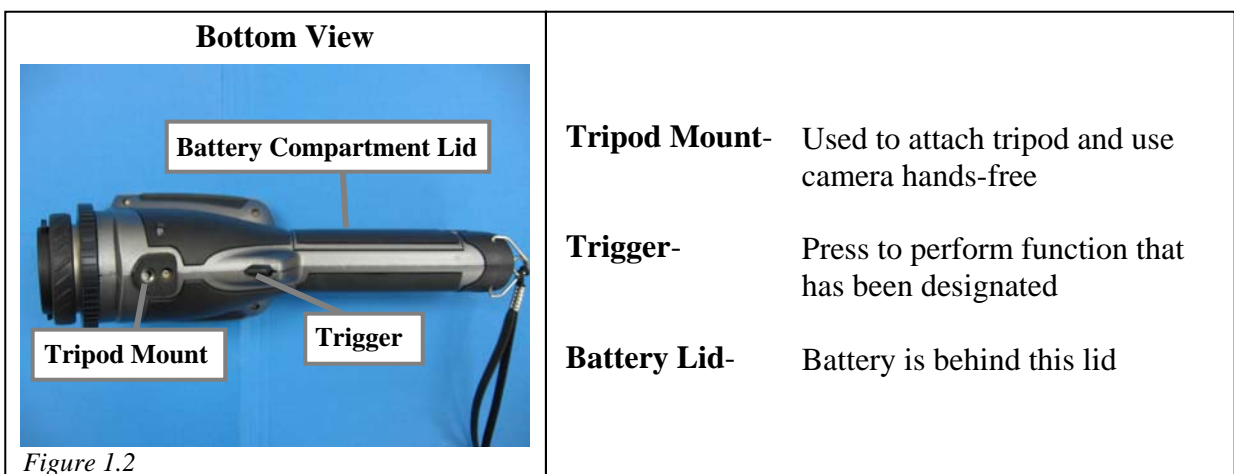 Bottom View
Battery Compartment Lid
Trigger
Tripod Mount
Figure 1.2
Tripod Mount- Used to attach tripod and use
camera hands-free
Trigger- Press to perform function that
has been designated
Battery Lid- Battery is behind this lid